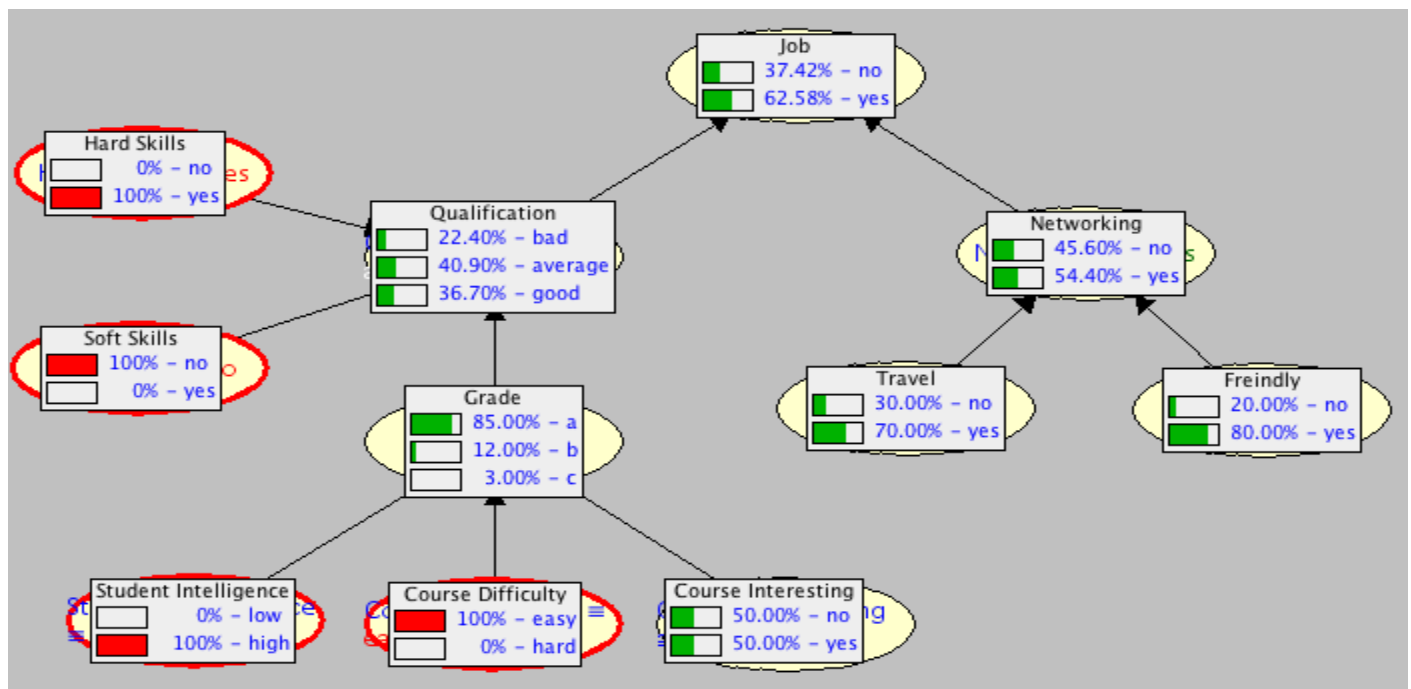 Job
37.42% – no
62.58% – yes
Hard Skills
0% – no
100% – yes
es
Qualification
22.40% – bad
40.90% – average
36.70% – good
Networking
45.60% – no
54.40% – yes
N
s
Soft Skills
100% – no
0% – yes
o
Travel
30.00% – no
70.00% – yes
Freindly
20.00% – no
80.00% – yes
Grade
85.00% – a
12.00% – b
3.00% – c
Student Intelligence
0% – low
100% – high
Course Difficulty
100% – easy
0% – hard
Course Interesting
50.00% – no
50.00% – yes